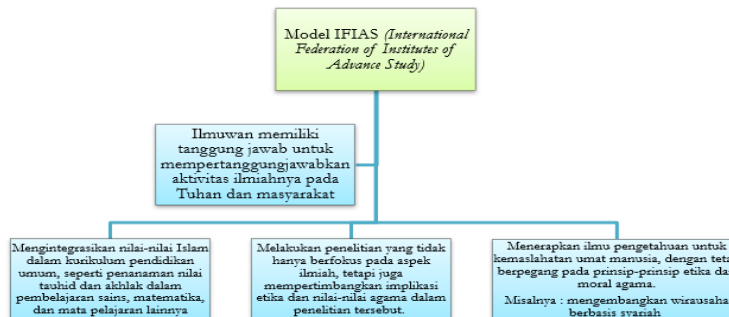 Model IFIAS (International
Federation of Institutes of
Advance Study)
Ilmuwan memiliki
tanggung jawab untuk
mempertanggungjawabkan
aktivitas ilmiahnya pada
Tuhan dan masyarakat
Mengintegrasikan nilai-nilai Islam
dalam kurikulum pendidikan
umum, seperti penanaman nilai
tauhid dan akhlak dalam
pembelajaran sains, matematika,
dan mata pelajaran lainnya
Melakukan penelitian yang tidak
hanya berfokus pada aspek
ilmiah, tetapi juga
mempertimbangkan implikasi
etika dan nilai-nilai agama dalam
penelitian tersebut.
Menerapkan ilmu pengetahuan untuk
kemaslahatan umat manusia, dengan
berpegang pada prinsip-prinsip etika
moral agama.
Misalnya : mengembangkan wirausaha
berbasis syariah